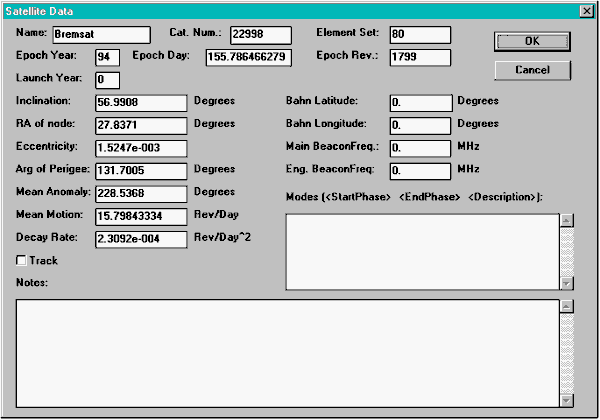 Satellite Data
Name: Bremsat Cat. Num.: 22998 Element Set: 80 OK
Epoch Year: 94 Epoch Day: 155.786466279 Epoch Rev.: 1799
Cancel
Launch Year: 0
Inclination: 56.9908 Degrees Bahn Latitude: 0. Degrees
RA of node: 27.8371 Degrees Bahn Longitude: 0. Degrees
Eccentricity: 1.5247e-003 Main BeaconFreq.: 0. MHz
Arg of Perigee: 131.7005 Degrees Eng. BeaconFreq: 0. MHz
Mean Anomaly: 228.5368 Degrees
Modes (<StartPhase> <EndPhase> <Description>):
Mean Motion: 15.79843334 Rev/Day
Decay Rate: 2.3092e-004 Rev/Day^2
Track
Notes: